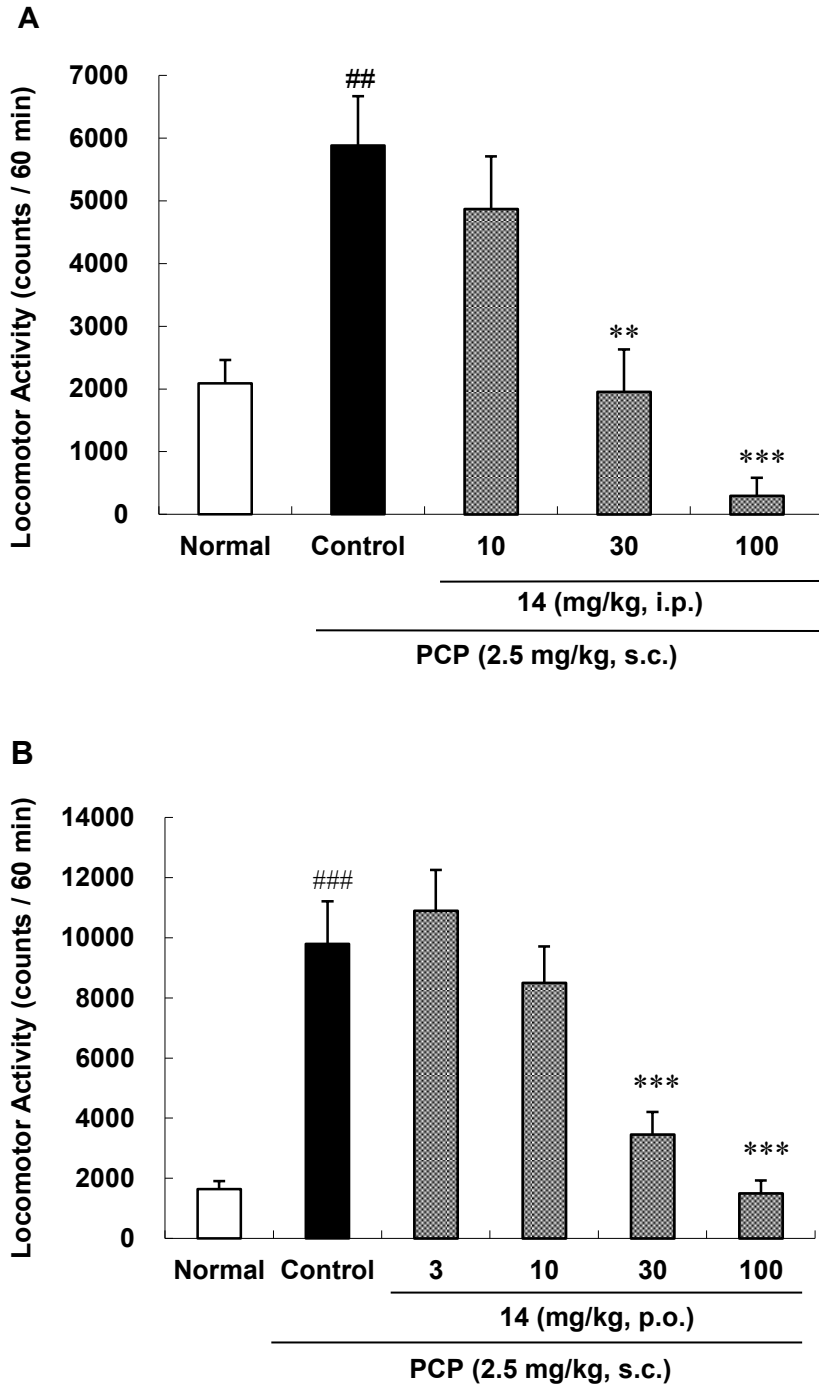 A
Locomotor Activity (counts / 60 min)
7000
6000
5000
4000
3000
2000
1000
0
##
**
***
Normal Control 10 30 100
14 (mg/kg, i.p.)
PCP (2.5 mg/kg, s.c.)
B
Locomotor Activity (counts / 60 min)
14000
12000
10000
8000
6000
4000
2000
0
###
***
***
Normal Control 3 10 30 100
14 (mg/kg, p.o.)
PCP (2.5 mg/kg, s.c.)